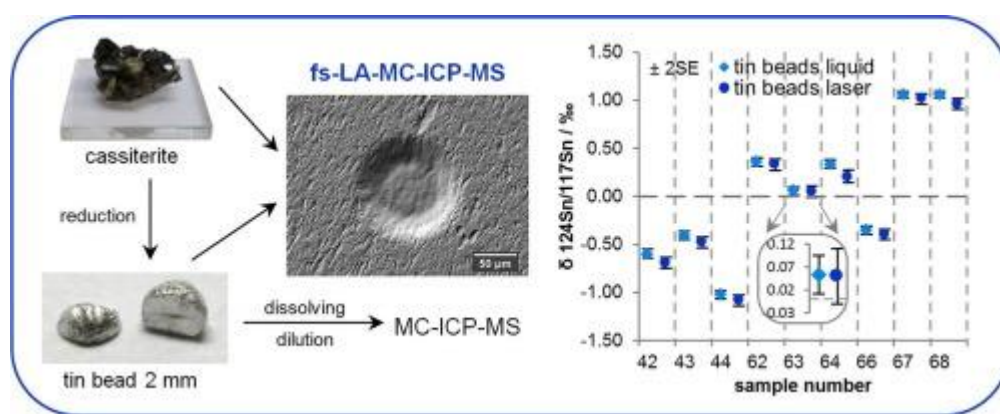 cassiterite
reduction
tin bead 2 mm
fs-LA-MC-ICP-MS
50 µm
dissolving
dilution
MC-ICP-MS
δ 124Sn/117Sn / ‰
1.50
1.00
0.50
0.00
-0.50
-1.00
-1.50
± 2SE
tin beads liquid
tin beads laser
0.12
0.07
0.02
0.03
42 43 44 62 63 64 66 67 68
sample number